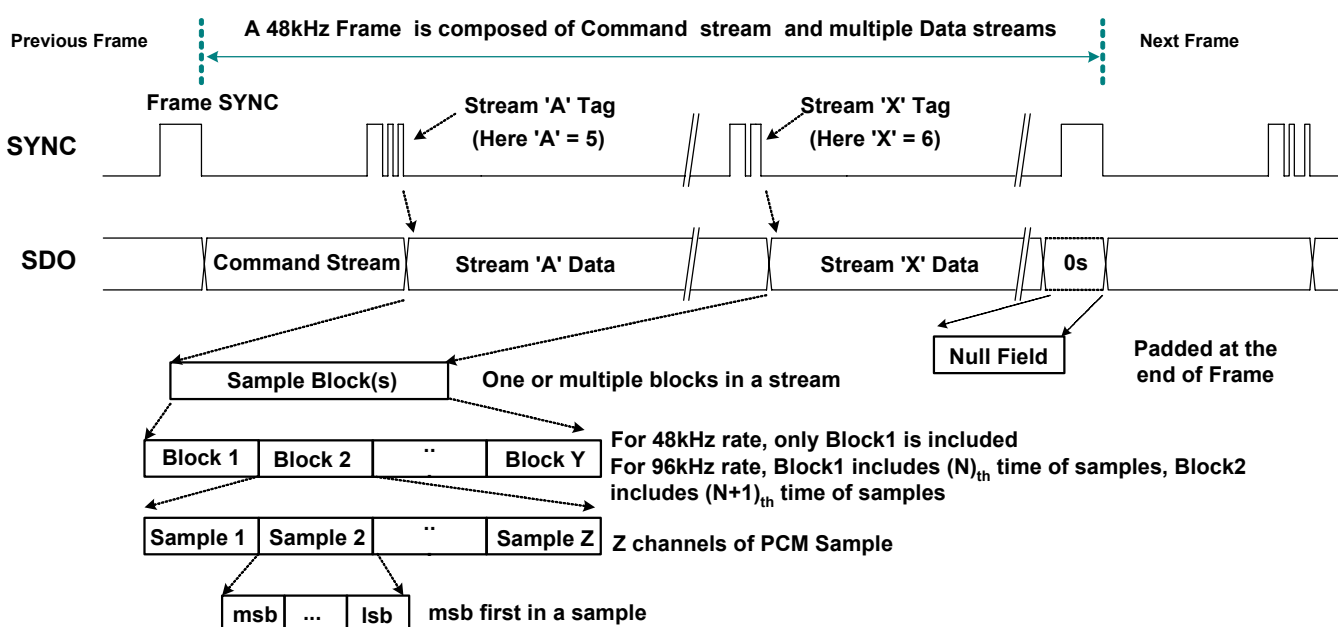 Previous Frame
A 48kHz Frame is composed of Command stream and multiple Data streams
Next Frame
Frame SYNC
Stream 'A' Tag
(Here 'A' = 5)
Stream 'X' Tag
(Here 'X' = 6)
SYNC
SDO
Command Stream
Stream 'A' Data
Stream 'X' Data
0s
Null Field
Padded at the
end of Frame
Sample Block(s)
One or multiple blocks in a stream
Block 1
Block 2
..
.
Block Y
For 48kHz rate, only Block1 is included
For 96kHz rate, Block1 includes (N)th time of samples, Block2
includes (N+1)th time of samples
Sample 1
Sample 2
..
.
Sample Z
Z channels of PCM Sample
msb
...
lsb
msb first in a sample